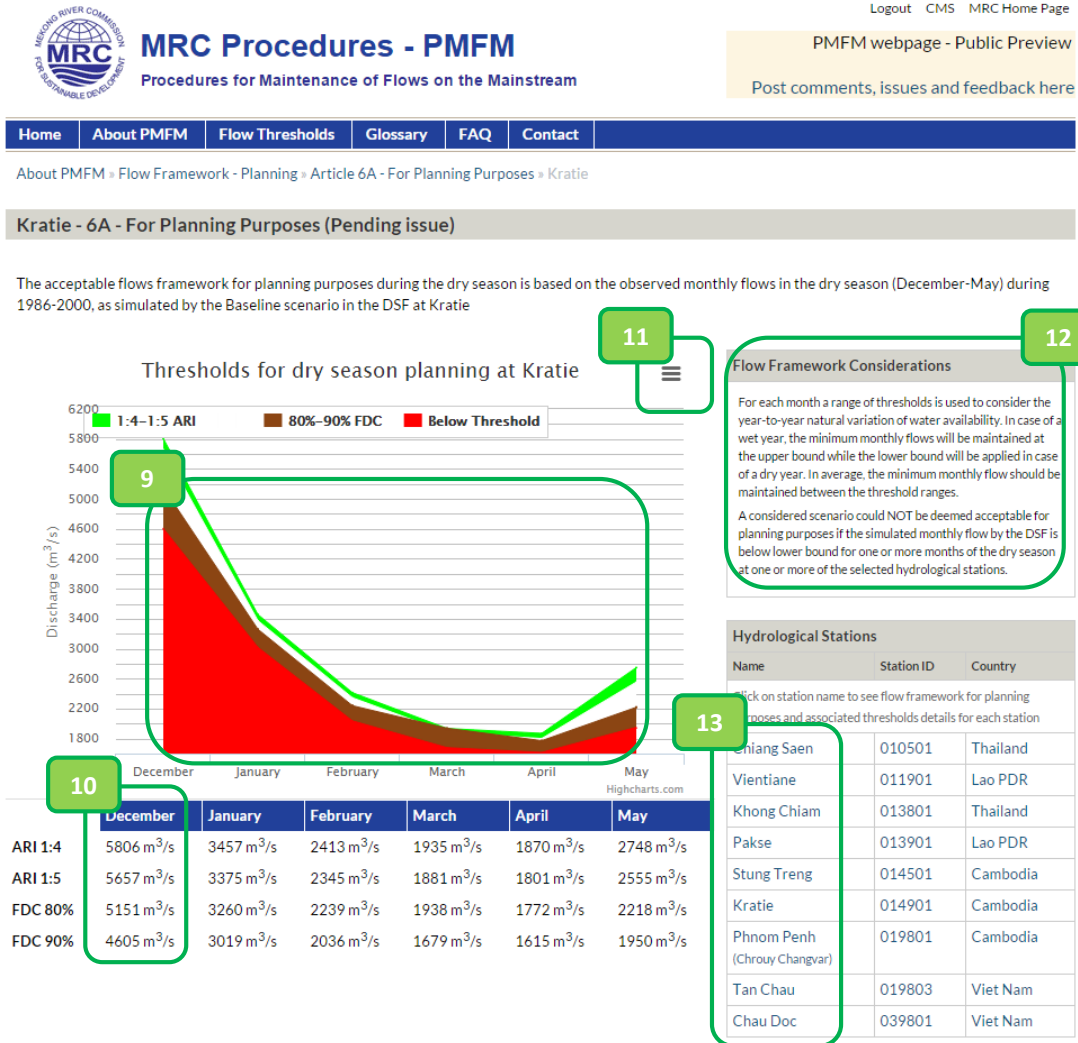 Logout CMS MRC Home Page
MEKONG RIVER COMMISSION
MRC
FOR SUSTAINABLE DEVELOPMENT
MRC Procedures - PMFM
Procedures for Maintenance of Flows on the Mainstream
PMFM webpage - Public Preview
Post comments, issues and feedback here
Home About PMFM Flow Thresholds Glossary FAQ Contact
About PMFM » Flow Framework - Planning » Article 6A - For Planning Purposes » Kratie
Kratie - 6A - For Planning Purposes (Pending issue)
The acceptable flows framework for planning purposes during the dry season is based on the observed monthly flows in the dry season (December-May) during
1986-2000, as simulated by the Baseline scenario in the DSF at Kratie
11
12
Thresholds for dry season planning at Kratie
1:4–1:5 ARI 80%–90% FDC Below Threshold
9
Discharge (m³/s)
6200
5800
5400
5000
4600
4200
3800
3400
3000
2600
2200
1800
December January February March April May
Highcharts.com
10
December January February March April May
ARI 1:4 5806 m³/s 3457 m³/s 2413 m³/s 1935 m³/s 1870 m³/s 2748 m³/s
ARI 1:5 5657 m³/s 3375 m³/s 2345 m³/s 1881 m³/s 1801 m³/s 2555 m³/s
FDC 80% 5151 m³/s 3260 m³/s 2239 m³/s 1938 m³/s 1772 m³/s 2218 m³/s
FDC 90% 4605 m³/s 3019 m³/s 2036 m³/s 1679 m³/s 1615 m³/s 1950 m³/s
Flow Framework Considerations
For each month a range of thresholds is used to consider the
year-to-year natural variation of water availability. In case of a
wet year, the minimum monthly flows will be maintained at
the upper bound while the lower bound will be applied in case
of a dry year. In average, the minimum monthly flow should be
maintained between the threshold ranges.
A considered scenario could NOT be deemed acceptable for
planning purposes if the simulated monthly flow by the DSF is
below lower bound for one or more months of the dry season
at one or more of the selected hydrological stations.
Hydrological Stations
Name Station ID Country
Click on station name to see flow framework for planning
purposes and associated thresholds details for each station
13
Chiang Saen 010501 Thailand
Vientiane 011901 Lao PDR
Khong Chiam 013801 Thailand
Pakse 013901 Lao PDR
Stung Treng 014501 Cambodia
Kratie 014901 Cambodia
Phnom Penh 019801 Cambodia
(Chrouy Changvar)
Tan Chau 019803 Viet Nam
Chau Doc 039801 Viet Nam